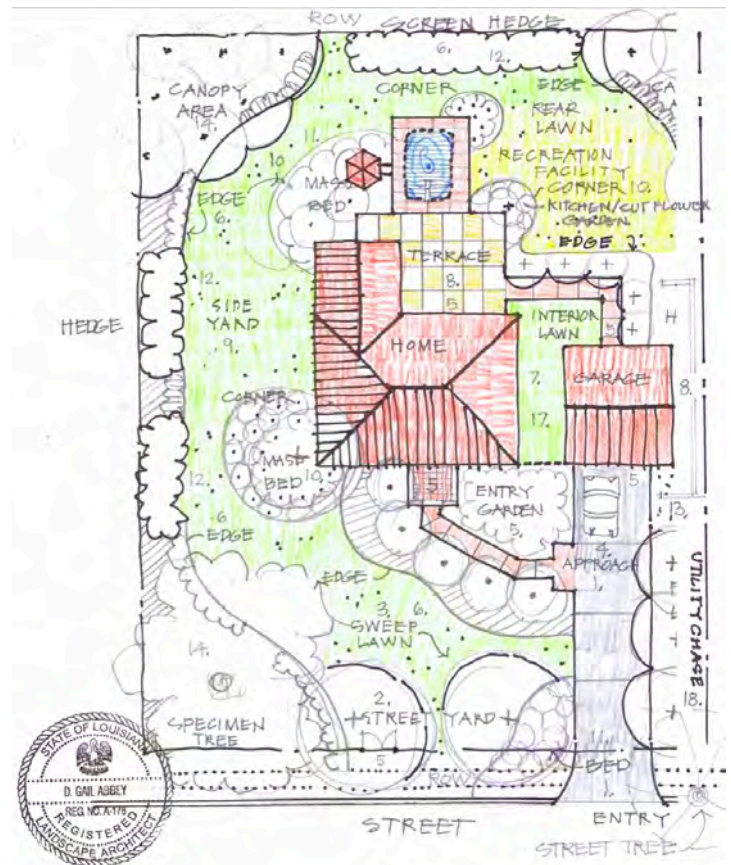 ROW
SCREEN HEDGE
6.
12.
CANOPY
AREA
14.
CORNER
EDGE
CA
A
REAR
LAWN
11.
10
MASS
BED
RECREATION
FACILITY
CORNER 10.
KITCHEN/CUT FLOWER
GARDEN
EDGE
EDGE
6.
TERRACE
8.
5
12.
SIDE
YARD
9.
HEDGE
HOME
INTERIOR
LAWN
5
H
7.
GARAGE
8.
17.
CORNER
MASS
BED
10.
5
ENTRY
GARDEN
5.
5
13.
12.
6
EDGE
4.
APPROACH
1.
UTILITY CHASE
EDGE
3.
6.
SWEEP
LAWN
14.
2.
STREET YARD
18.
SPECIMEN
TREE
5
BED
ROW
1.
STATE OF LOUISIANA
D. GAIL ABBEY
REG. NO. A-176
REGISTERED
LANDSCAPE ARCHITECT
STREET
ENTRY
STREET TREE